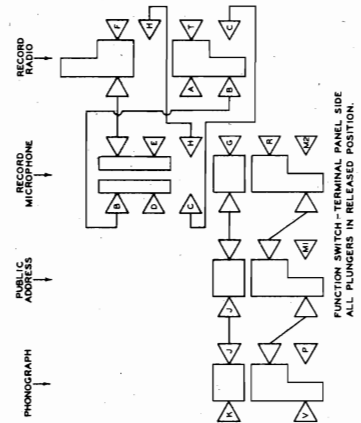 PHONOGRAPH
PUBLIC
ADDRESS
RECORD
MICROPHONE
RECORD
RADIO
B F
D E H
C H A T
K J J G B C
R
V P M1 M2
FUNCTION SWITCH – TERMINAL PANEL SIDE
ALL PLUNGERS IN RELEASED POSITION.